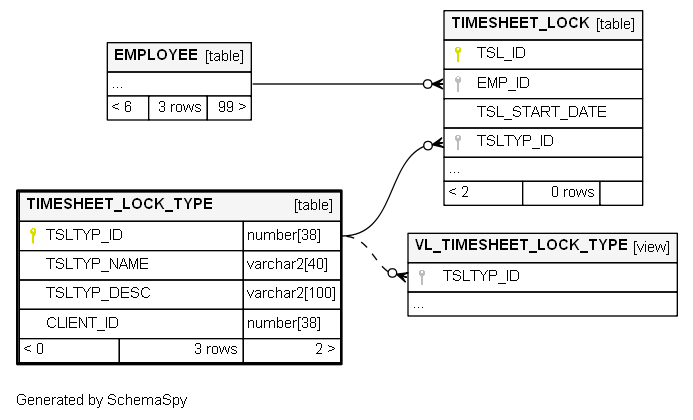 TIMESHEET_LOCK [table]
TSL_ID
EMP_ID
TSL_START_DATE
TSLTYP_ID
...
< 2 0 rows
EMPLOYEE [table]
...
< 6 3 rows 99 >
TIMESHEET_LOCK_TYPE [table]
TSLTYP_ID number[38]
TSLTYP_NAME varchar2[40]
TSLTYP_DESC varchar2[100]
CLIENT_ID number[38]
< 0 3 rows 2 >
VL_TIMESHEET_LOCK_TYPE [view]
TSLTYP_ID
...
Generated by SchemaSpy